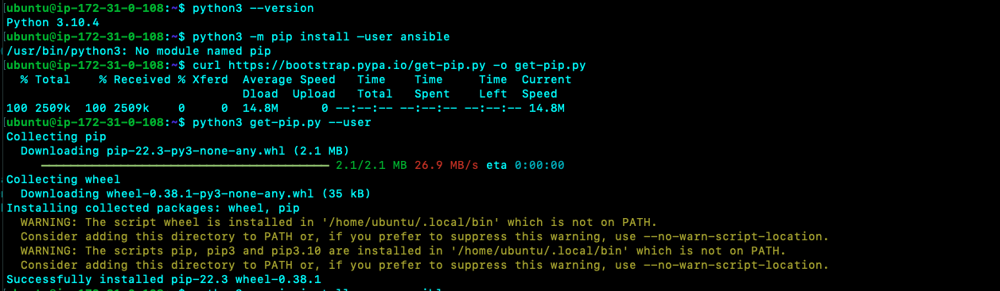 ubuntu@ip-172-31-0-108:~$ python3 --version
Python 3.10.4
ubuntu@ip-172-31-0-108:~$ python3 -m pip install —user ansible
/usr/bin/python3: No module named pip
ubuntu@ip-172-31-0-108:~$ curl https://bootstrap.pypa.io/get-pip.py -o get-pip.py
  % Total    % Received % Xferd  Average Speed   Time    Time     Time  Current
                                 Dload  Upload   Total   Spent    Left  Speed
100 2509k  100 2509k    0     0  14.8M      0 --:--:-- --:--:-- --:--:-- 14.8M
ubuntu@ip-172-31-0-108:~$ python3 get-pip.py --user
Collecting pip
  Downloading pip-22.3-py3-none-any.whl (2.1 MB)
2.1/2.1 MB 26.9 MB/s eta 0:00:00
Collecting wheel
  Downloading wheel-0.38.1-py3-none-any.whl (35 kB)
Installing collected packages: wheel, pip
  WARNING: The script wheel is installed in '/home/ubuntu/.local/bin' which is not on PATH.
  Consider adding this directory to PATH or, if you prefer to suppress this warning, use --no-warn-script-location.
  WARNING: The scripts pip, pip3 and pip3.10 are installed in '/home/ubuntu/.local/bin' which is not on PATH.
  Consider adding this directory to PATH or, if you prefer to suppress this warning, use --no-warn-script-location.
Successfully installed pip-22.3 wheel-0.38.1